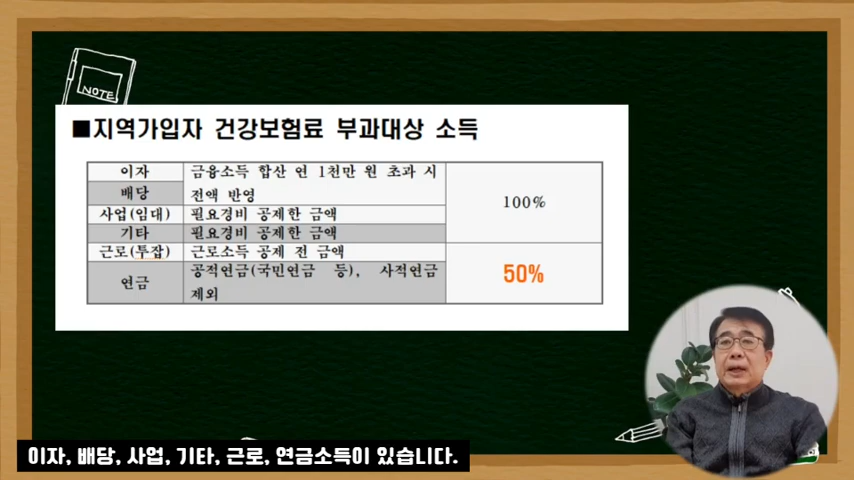 NOTE
■지역가입자 건강보험료 부과대상 소득
이자
금융소득 합산 연 1천만 원 초과 시
배당
전액 반영
100%
사업(임대)
필요경비 공제한 금액
기타
필요경비 공제한 금액
근로(투잡)
근로소득 공제 전 금액
50%
연금
공적연금(국민연금 등), 사적연금
제외
이자, 배당, 사업, 기타, 근로, 연금소득이 있습니다.